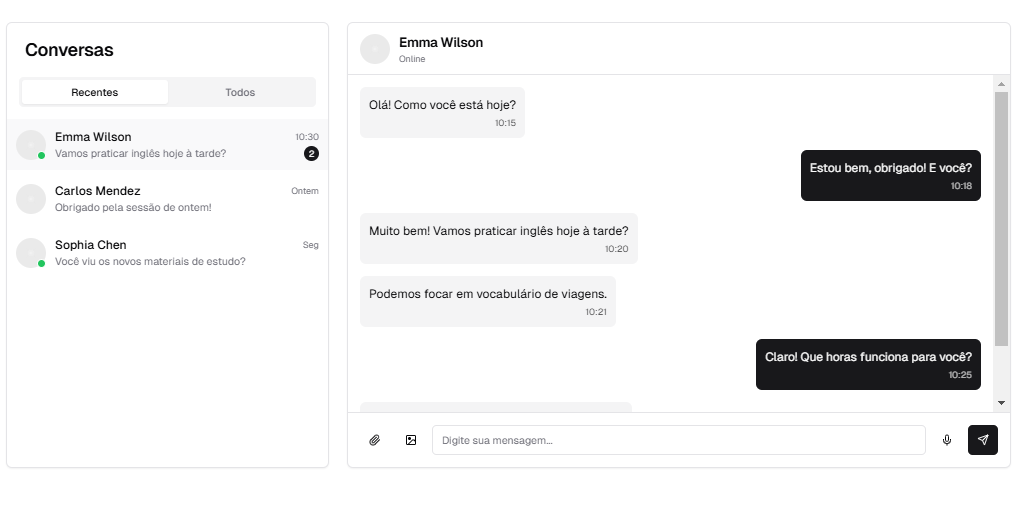 Conversas
Recentes
Todos
Emma Wilson
10:30
Vamos praticar inglês hoje à tarde?
2
Carlos Mendez
Ontem
Obrigado pela sessão de ontem!
Sophia Chen
Seg
Você viu os novos materiais de estudo?
Emma Wilson
Online
Olá! Como você está hoje?
10:15
Estou bem, obrigado! E você?
10:18
Muito bem! Vamos praticar inglês hoje à tarde?
10:20
Podemos focar em vocabulário de viagens.
10:21
Claro! Que horas funciona para você?
10:25
Digite sua mensagem...